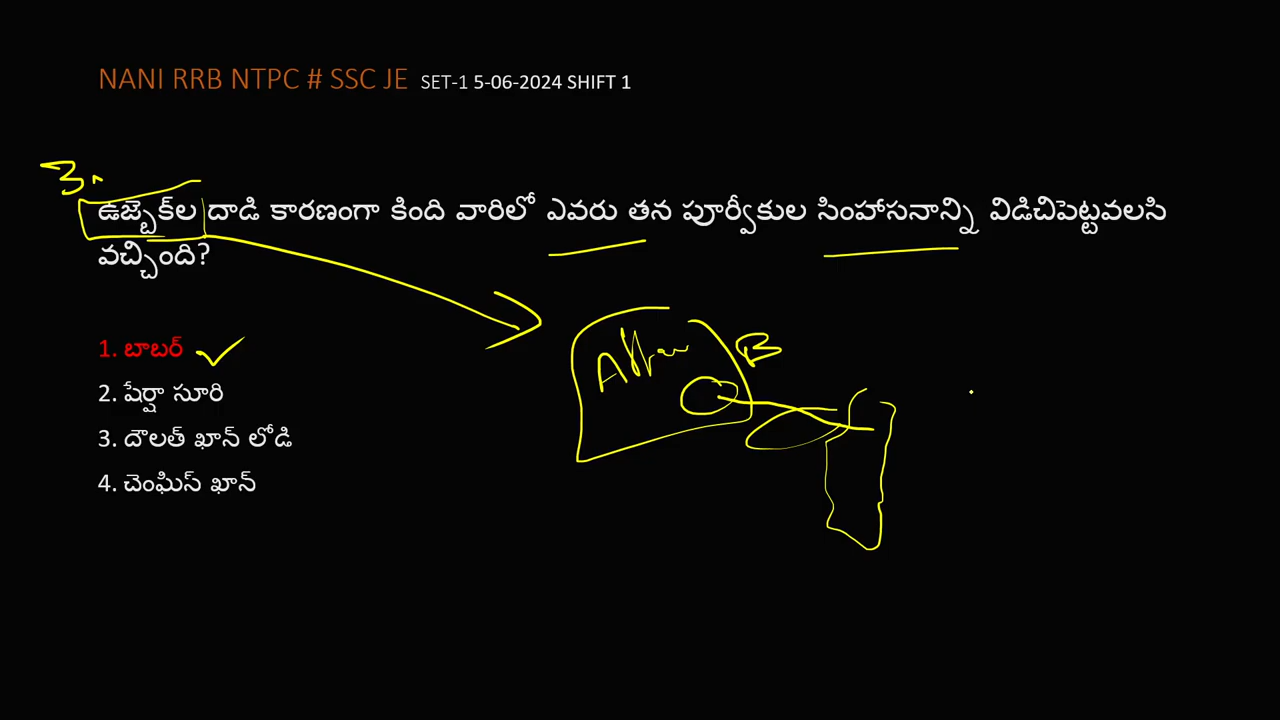 NANI RRB NTPC # SSC JE SET-1 5-06-2024 SHIFT 1
ఉజ్బెక్‌ల దాడి కారణంగా కింది వారిలో ఎవరు తన పూర్వీకుల సింహాసనాన్ని విడిచిపెట్టవలసి
వచ్చింది?
1. బాబర్
2. షేర్షా సూరి
3. దౌలత్ ఖాన్ లోడి
4. చెంఘిస్ ఖాన్
B